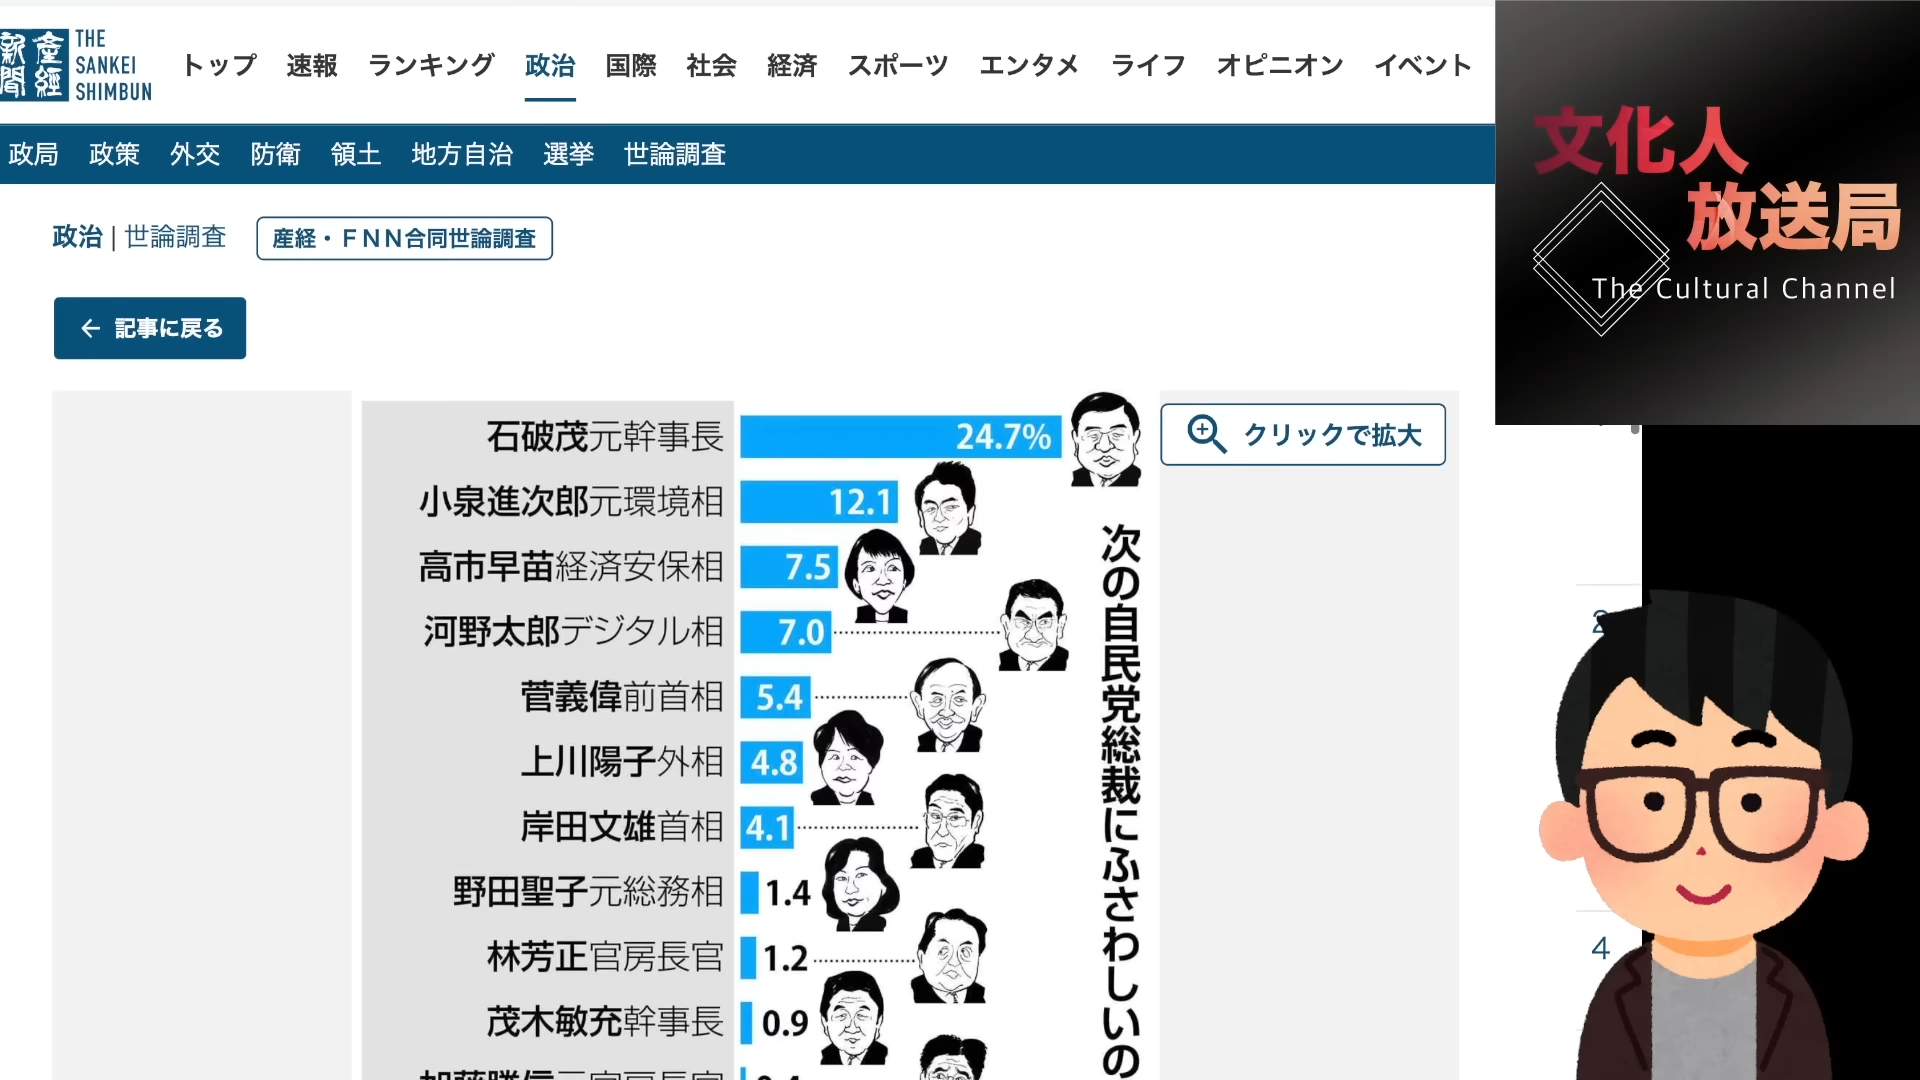 新聞 産經
THE
SANKEI
SHIMBUN
トップ 速報 ランキング 政治 国際 社会 経済 スポーツ エンタメ ライフ オピニオン イベント
政局 政策 外交 防衛 領土 地方自治 選挙 世論調査
政治 | 世論調査 産経・ＦＮＮ合同世論調査
← 記事に戻る
クリックで拡大
石破茂元幹事長 24.7%
小泉進次郎元環境相 12.1
高市早苗経済安保相 7.5
河野太郎デジタル相 7.0
菅義偉前首相 5.4
上川陽子外相 4.8
岸田文雄首相 4.1
野田聖子元総務相 1.4
林芳正官房長官 1.2
茂木敏充幹事長 0.9
次の自民党総裁にふさわしいの
文化人
放送局
The Cultural Channel
2
4